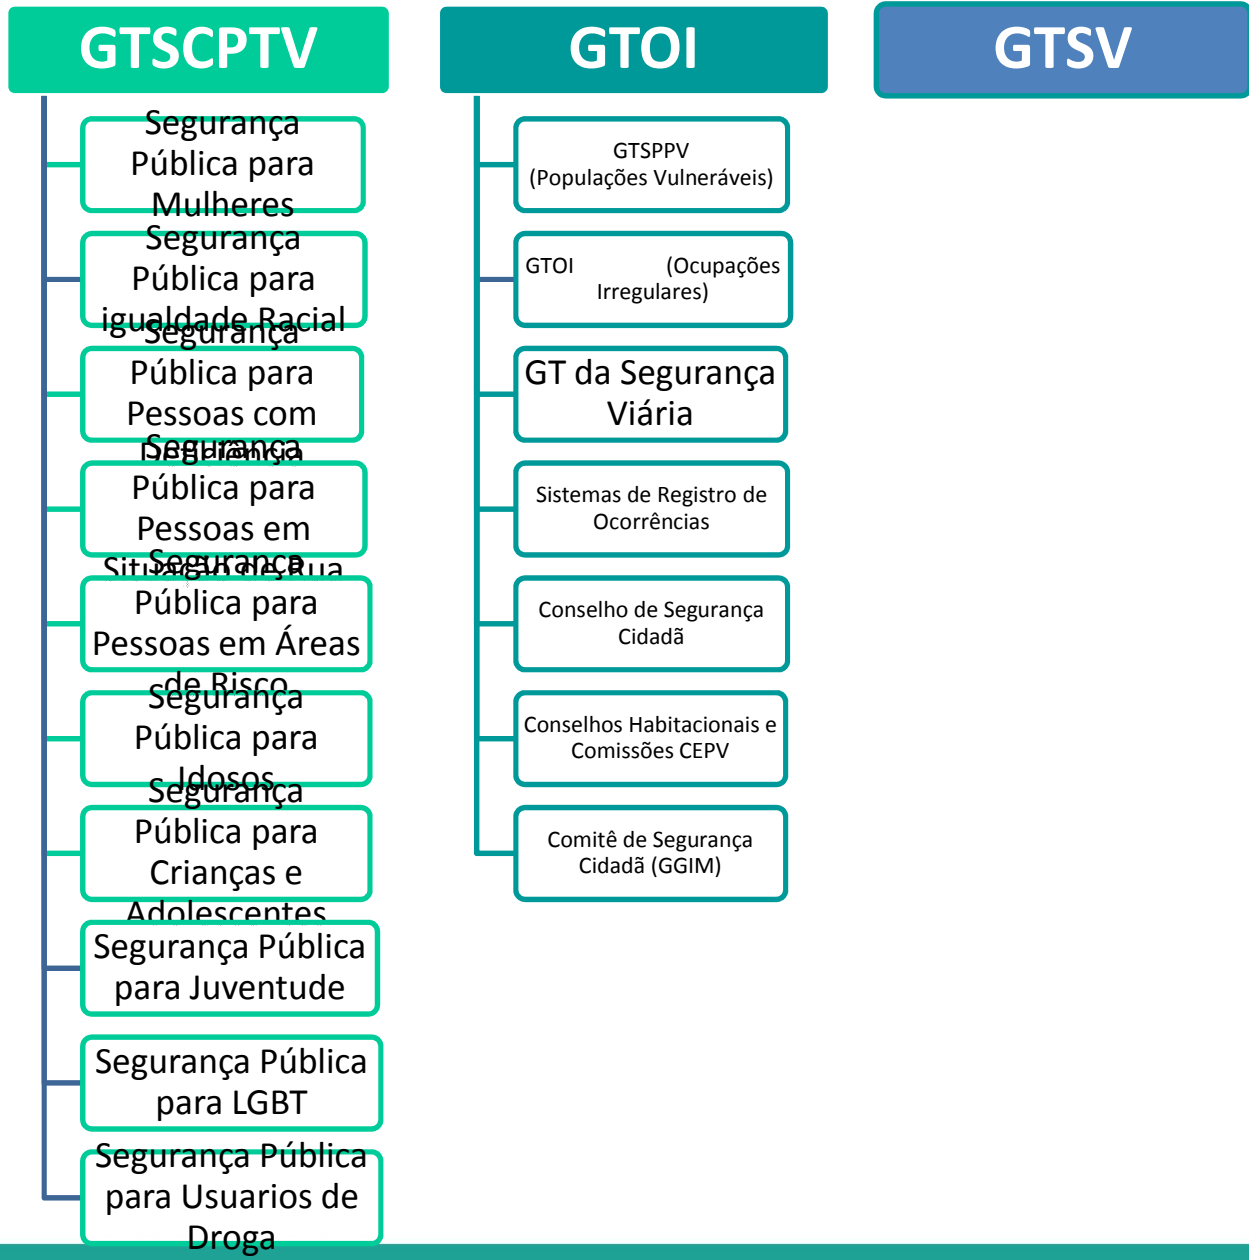 GTSCPTV
Segurança
Pública para
Mulheres
Segurança
Pública para
igualdade Racial
Segurança
Pública para
Pessoas com
Deficiência
Segurança
Pública para
Pessoas em
Situação de Rua
Segurança
Pública para
Pessoas em Áreas
de Risco
Segurança
Pública para
Idosos
Segurança
Pública para
Crianças e
Adolescentes
Segurança Pública
para Juventude
Segurança Pública
para LGBT
Segurança Pública
para Usuarios de
Droga
GTOI
GTSPPV
(Populações Vulneráveis)
GTOI (Ocupações
Irregulares)
GT da Segurança
Viária
Sistemas de Registro de
Ocorrências
Conselho de Segurança
Cidadã
Conselhos Habitacionais e
Comissões CEPV
Comitê de Segurança
Cidadã (GGIM)
GTSV